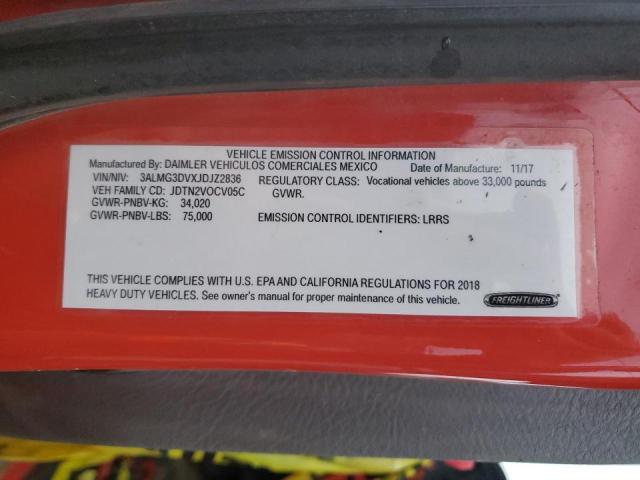 VEHICLE EMISSION CONTROL INFORMATION
Manufactured By: DAIMLER VEHICULOS COMERCIALES MEXICO Date of Manufacture: 11/17
VIN/NIV: 3ALMG3DVXJDJZ2836 REGULATORY CLASS: Vocational vehicles above 33,000 pounds
VEH FAMILY CD: JDTN2VOCV05C GVWR.
GVWR-PNBV-KG: 34,020
GVWR-PNBV-LBS: 75,000 EMISSION CONTROL IDENTIFIERS: LRRS
THIS VEHICLE COMPLIES WITH U.S. EPA AND CALIFORNIA REGULATIONS FOR 2018
HEAVY DUTY VEHICLES. See owner's manual for proper maintenance of this vehicle.
FREIGHTLINER